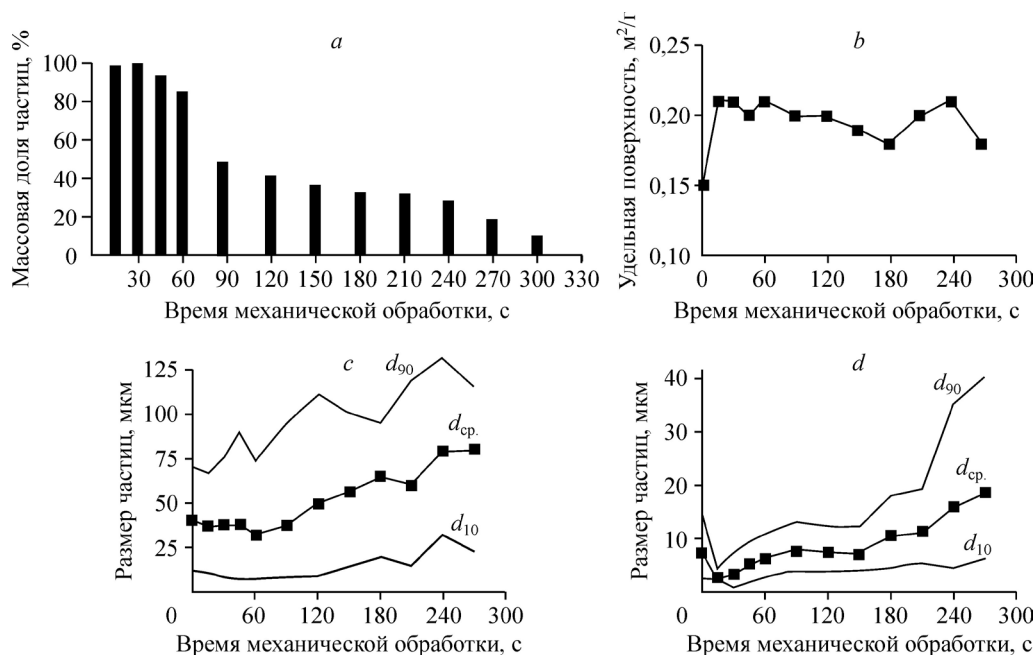 a
Массовая доля частиц, %
100
80
60
40
20
0
30 60 90 120 150 180 210 240 270 300 330
Время механической обработки, с
b
Удельная поверхность, м²/г
0,25
0,20
0,15
0,10
0 60 120 180 240 300
Время механической обработки, с
c
Размер частиц, мкм
125
100
75
50
25
d₉₀
dср.
d₁₀
0 60 120 180 240 300
Время механической обработки, с
d
Размер частиц, мкм
40
30
20
10
d₉₀
dср.
d₁₀
0 60 120 180 240 300
Время механической обработки, с